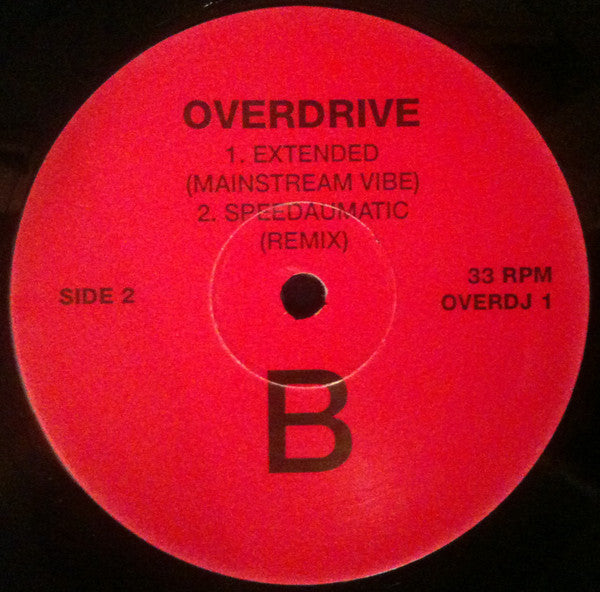 OVERDRIVE
1. EXTENDED
(MAINSTREAM VIBE)
2. SPEEDAUMATIC
(REMIX)
SIDE 2
33 RPM
OVERDJ 1
B